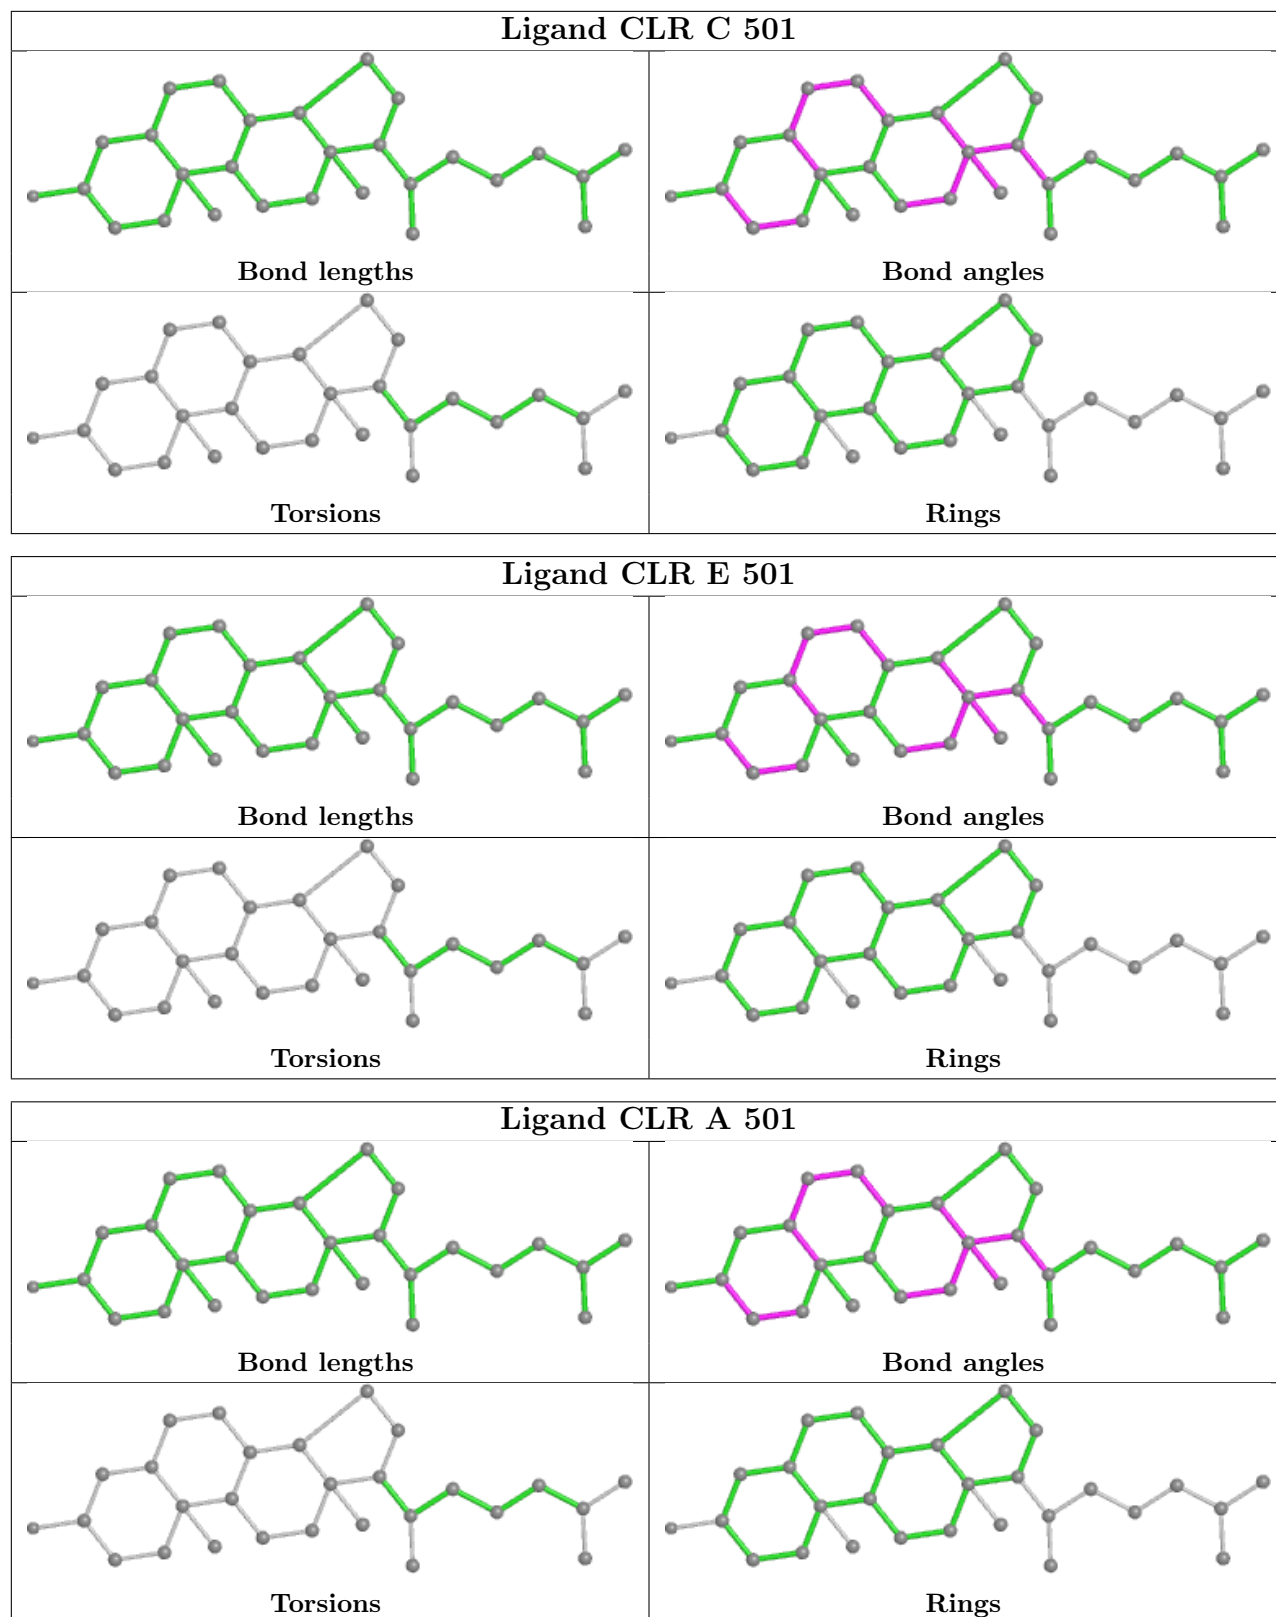 Ligand CLR C 501
Bond lengths
Bond angles
Torsions
Rings
Ligand CLR E 501
Bond lengths
Bond angles
Torsions
Rings
Ligand CLR A 501
Bond lengths
Bond angles
Torsions
Rings